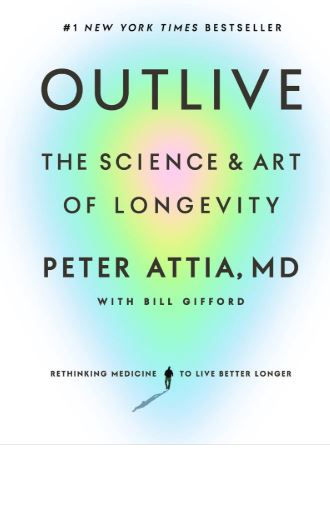 #1 NEW YORK TIMES BESTSELLER
OUTLIVE
THE SCIENCE & ART
OF LONGEVITY
PETER ATTIA, MD
WITH BILL GIFFORD
RETHINKING MEDICINE TO LIVE BETTER LONGER